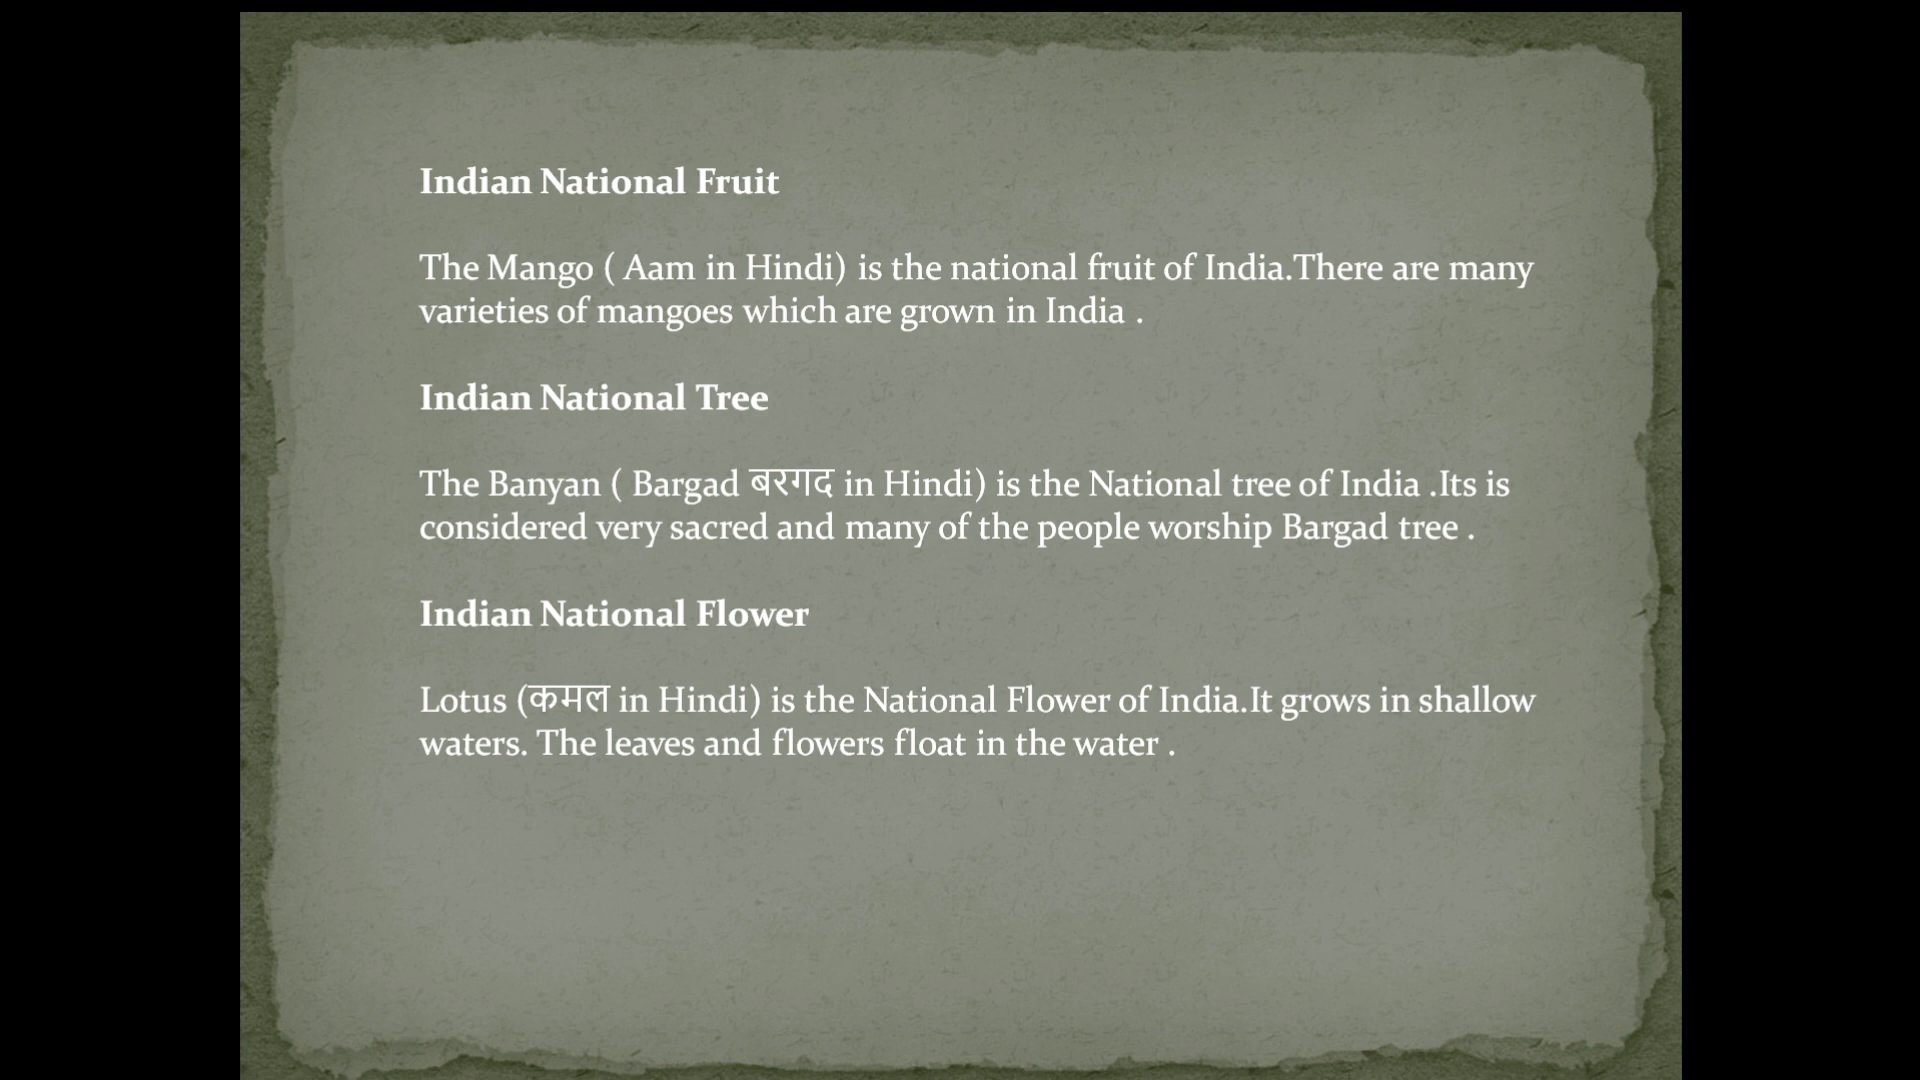 Indian National Fruit
The Mango ( Aam in Hindi) is the national fruit of India.There are many
varieties of mangoes which are grown in India .
Indian National Tree
The Banyan ( Bargad बरगद in Hindi) is the National tree of India .Its is
considered very sacred and many of the people worship Bargad tree .
Indian National Flower
Lotus (कमल in Hindi) is the National Flower of India.It grows in shallow
waters. The leaves and flowers float in the water .